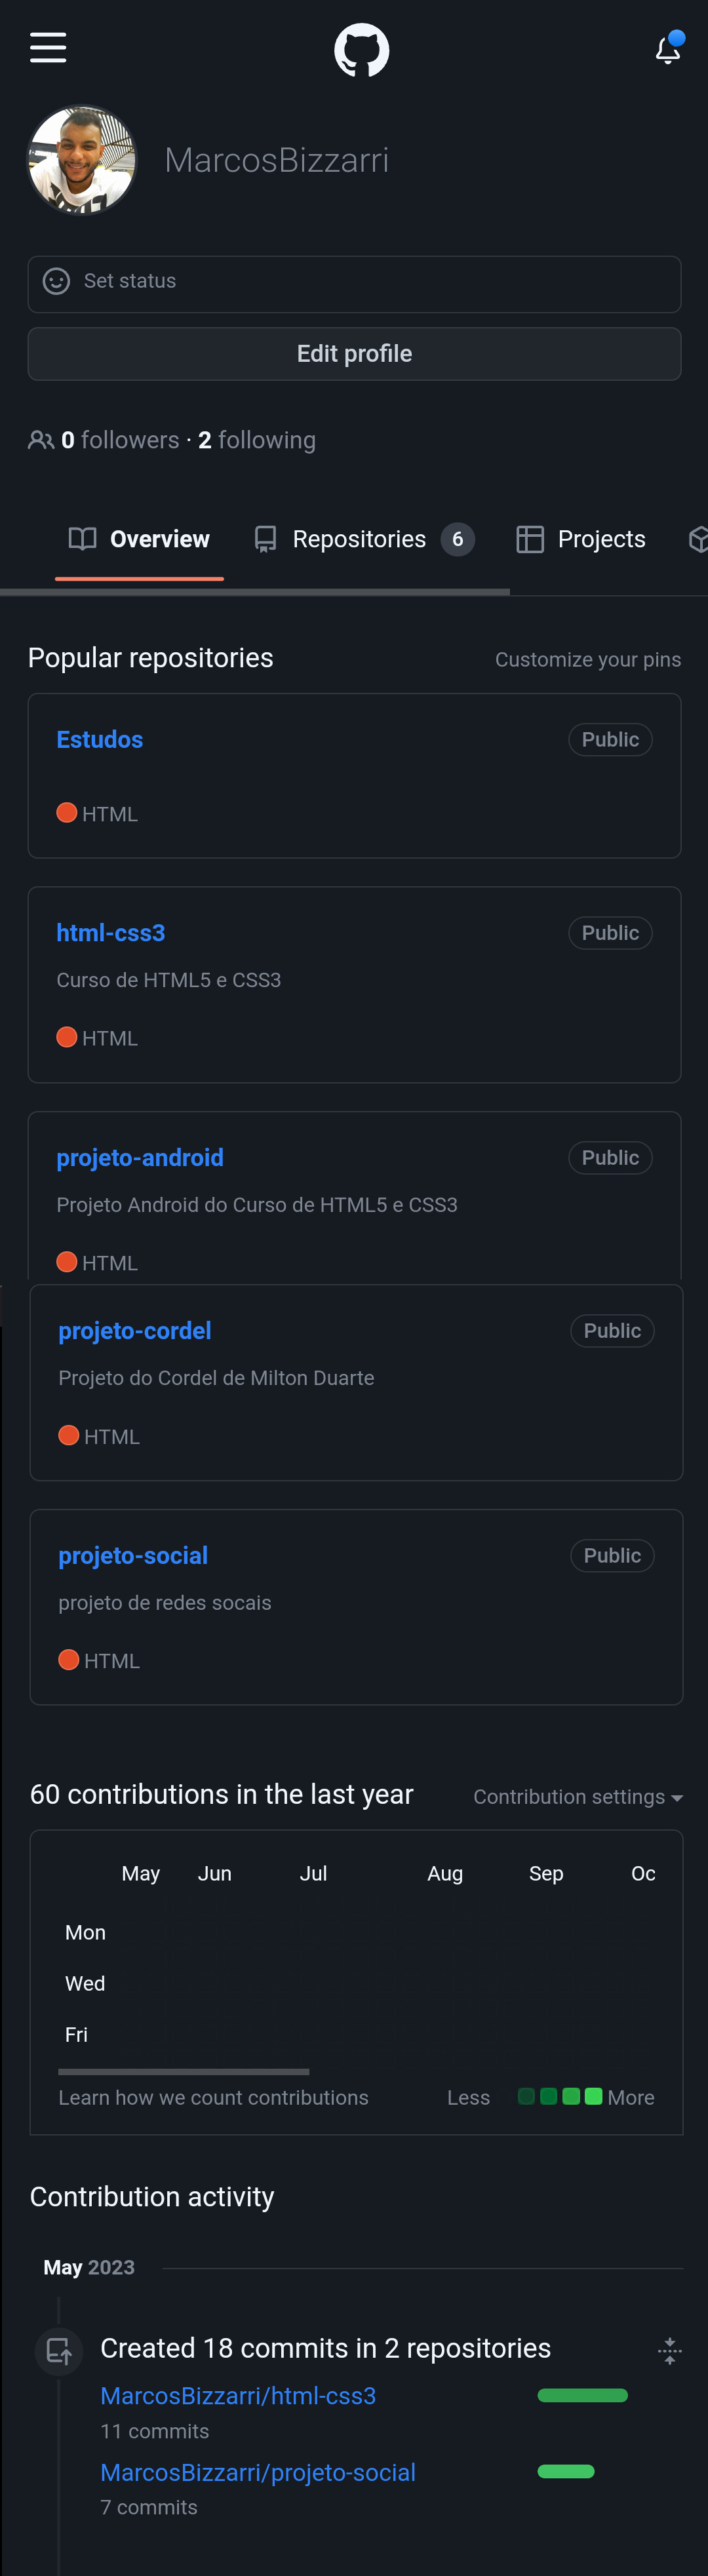 MarcosBizzarri
Set status
Edit profile
0 followers · 2 following
Overview Repositories 6 Projects
Popular repositories Customize your pins
Estudos Public
HTML
html-css3 Public
Curso de HTML5 e CSS3
HTML
projeto-android Public
Projeto Android do Curso de HTML5 e CSS3
HTML
projeto-cordel Public
Projeto do Cordel de Milton Duarte
HTML
projeto-social Public
projeto de redes socais
HTML
60 contributions in the last year Contribution settings
May Jun Jul Aug Sep Oc
Mon
Wed
Fri
Learn how we count contributions Less More
Contribution activity
May 2023
Created 18 commits in 2 repositories
MarcosBizzarri/html-css3
11 commits
MarcosBizzarri/projeto-social
7 commits